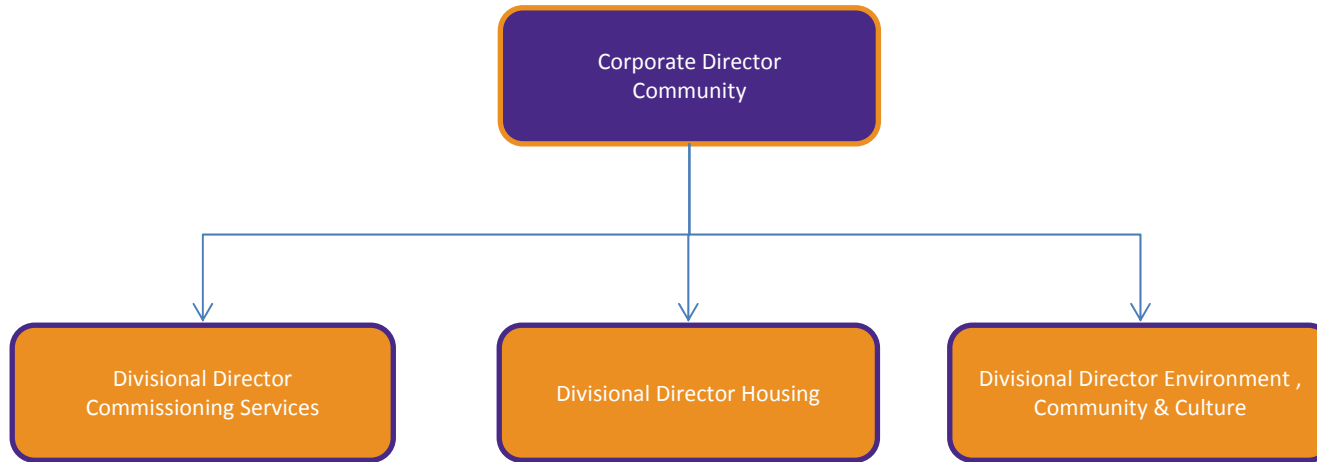 Corporate Director
Community
Divisional Director
Commissioning Services
Divisional Director Housing
Divisional Director Environment ,
Community & Culture